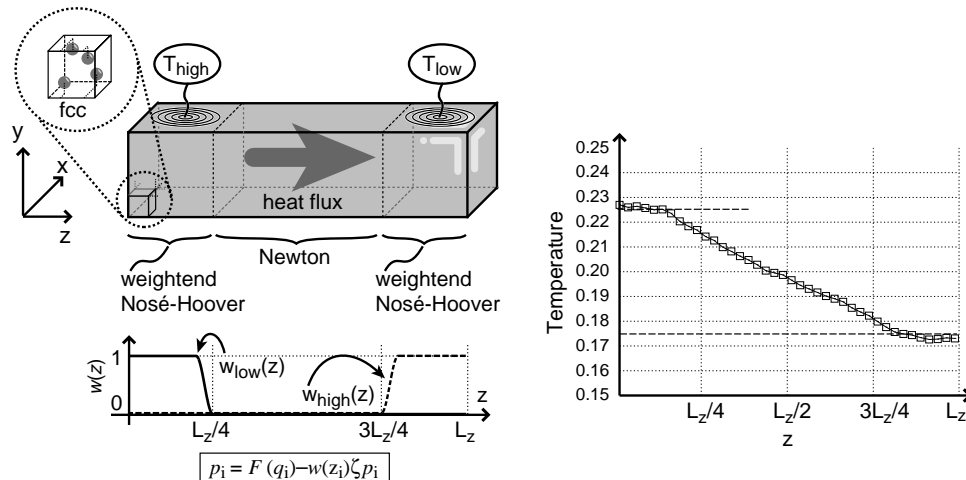 T_high
T_low
fcc
y
x
z
heat flux
weightend
Nosé-Hoover
Newton
weightend
Nosé-Hoover
w(z)
1
0
w_low(z)
w_high(z)
z
L_z/4
3L_z/4
L_z
p_i = F (q_i)–w(z_i)ζp_i
Temperature
0.25
0.24
0.23
0.22
0.21
0.20
0.19
0.18
0.17
0.16
0.15
L_z/4
L_z/2
3L_z/4
L_z
z